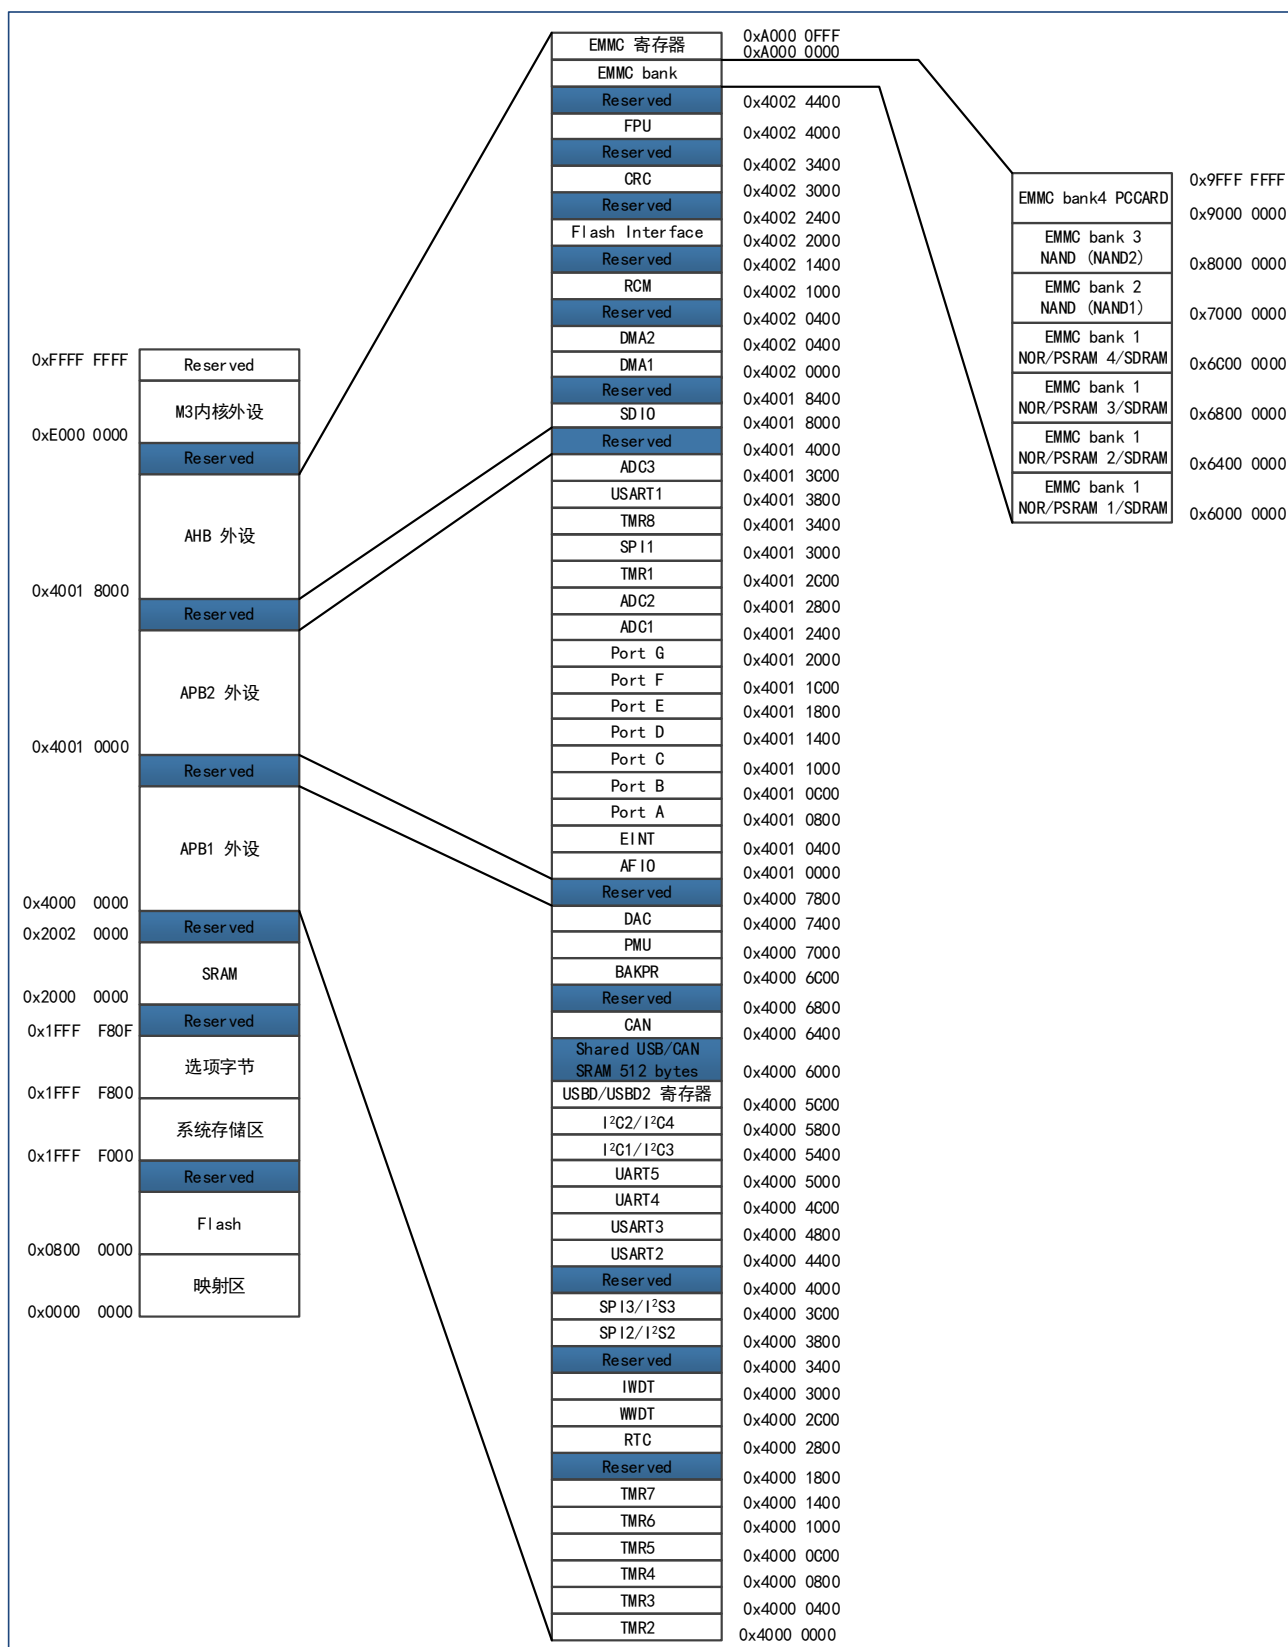 0xFFFF FFFF
Reserved
M3内核外设
0xE000 0000
Reserved
AHB 外设
0x4001 8000
Reserved
APB2 外设
0x4001 0000
Reserved
APB1 外设
0x4000 0000
Reserved
0x2002 0000
SRAM
0x2000 0000
Reserved
0x1FFF F80F
选项字节
0x1FFF F800
系统存储区
0x1FFF F000
Reserved
Flash
0x0800 0000
映射区
0x0000 0000
EMMC 寄存器
0xA000 0FFF
0xA000 0000
EMMC bank
Reserved
0x4002 4400
FPU
0x4002 4000
Reserved
0x4002 3400
CRC
0x4002 3000
Reserved
0x4002 2400
Flash Interface
0x4002 2000
Reserved
0x4002 1400
RCM
0x4002 1000
Reserved
0x4002 0400
DMA2
0x4002 0400
DMA1
0x4002 0000
Reserved
0x4001 8400
SDIO
0x4001 8000
Reserved
0x4001 4000
ADC3
0x4001 3C00
USART1
0x4001 3800
TMR8
0x4001 3400
SPI1
0x4001 3000
TMR1
0x4001 2C00
ADC2
0x4001 2800
ADC1
0x4001 2400
Port G
0x4001 2000
Port F
0x4001 1C00
Port E
0x4001 1800
Port D
0x4001 1400
Port C
0x4001 1000
Port B
0x4001 0C00
Port A
0x4001 0800
EINT
0x4001 0400
AFIO
0x4001 0000
Reserved
0x4000 7800
DAC
0x4000 7400
PMU
0x4000 7000
BAKPR
0x4000 6C00
Reserved
0x4000 6800
CAN
0x4000 6400
Shared USB/CAN
SRAM 512 bytes
0x4000 6000
USBD/USBD2 寄存器
0x4000 5C00
I²C2/I²C4
0x4000 5800
I²C1/I²C3
0x4000 5400
UART5
0x4000 5000
UART4
0x4000 4C00
USART3
0x4000 4800
USART2
0x4000 4400
Reserved
0x4000 4000
SPI3/I²S3
0x4000 3C00
SPI2/I²S2
0x4000 3800
Reserved
0x4000 3400
IWDT
0x4000 3000
WWDT
0x4000 2C00
RTC
0x4000 2800
Reserved
0x4000 1800
TMR7
0x4000 1400
TMR6
0x4000 1000
TMR5
0x4000 0C00
TMR4
0x4000 0800
TMR3
0x4000 0400
TMR2
0x4000 0000
0x9FFF FFFF
EMMC bank4 PCCARD
0x9000 0000
EMMC bank 3
NAND (NAND2)
0x8000 0000
EMMC bank 2
NAND (NAND1)
0x7000 0000
EMMC bank 1
NOR/PSRAM 4/SDRAM
0x6C00 0000
EMMC bank 1
NOR/PSRAM 3/SDRAM
0x6800 0000
EMMC bank 1
NOR/PSRAM 2/SDRAM
0x6400 0000
EMMC bank 1
NOR/PSRAM 1/SDRAM
0x6000 0000